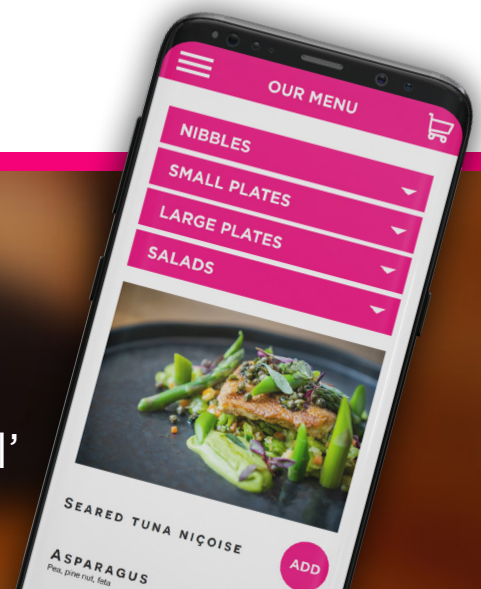 OUR MENU
NIBBLES
SMALL PLATES
LARGE PLATES
SALADS
l’
SEARED TUNA NIÇOISE
ADD
ASPARAGUS
Pea, pine nut, feta